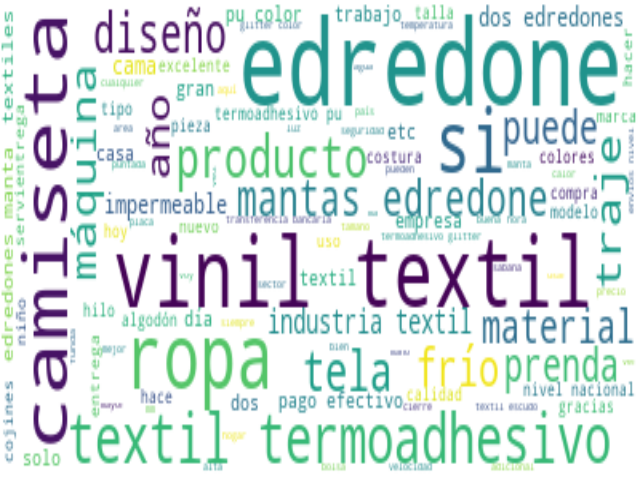 pu color
trabajo
talla
dos edredones
glitter color
temperatura
diseño
edredone
cama
excelente
cualquier
gran
aquí
agua
tipo
año
termoadhesivo pu
país
area
pieza
luz
seguridad
etc
si
puede
marca
casa
puntada
producto
costura
pueden
manta
colores
calor
máquina
camiseta
textiles
edredones manta
servientrega
hacer
traje
envíos nivel
impermeable
mantas edredone
compra
modelo
placa
transferencia bancaria
empresa
buena hora
hoy
nuevo
tamano
uso
termoadhesivo glitter
vinil textil
sabana
muy
sector
textil
precio
niño
hilo
algodón
día
siempre
industria textil
material
funda
entrega
mejor
ropa
bien
tela
frío
prenda
cojines
hace
dos
pago efectivo
calidad
cierre
nivel nacional
textil escudo
gracias
solo
textil termoadhesivo
hogar
alta
bolsa
velocidad
adicional